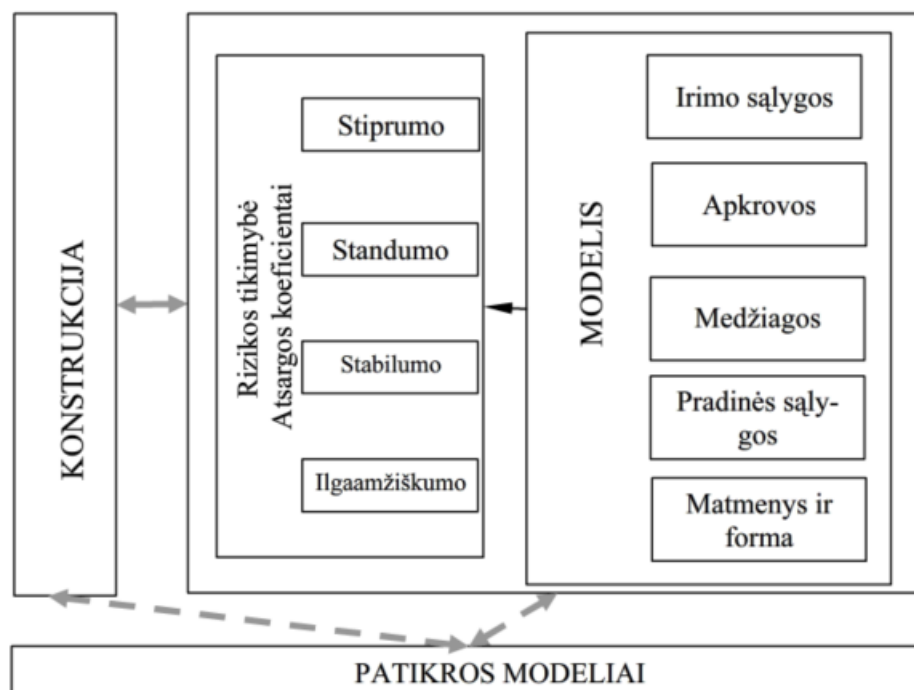 KONSTRUKCIJA
Rizikos tikimybė
Atsargos koeficientai
Stiprumo
Standumo
Stabilumo
Ilgaamžiškumo
MODELIS
Irimo sąlygos
Apkrovos
Medžiagos
Pradinės sąly-
gos
Matmenys ir
forma
PATIKROS MODELIAI